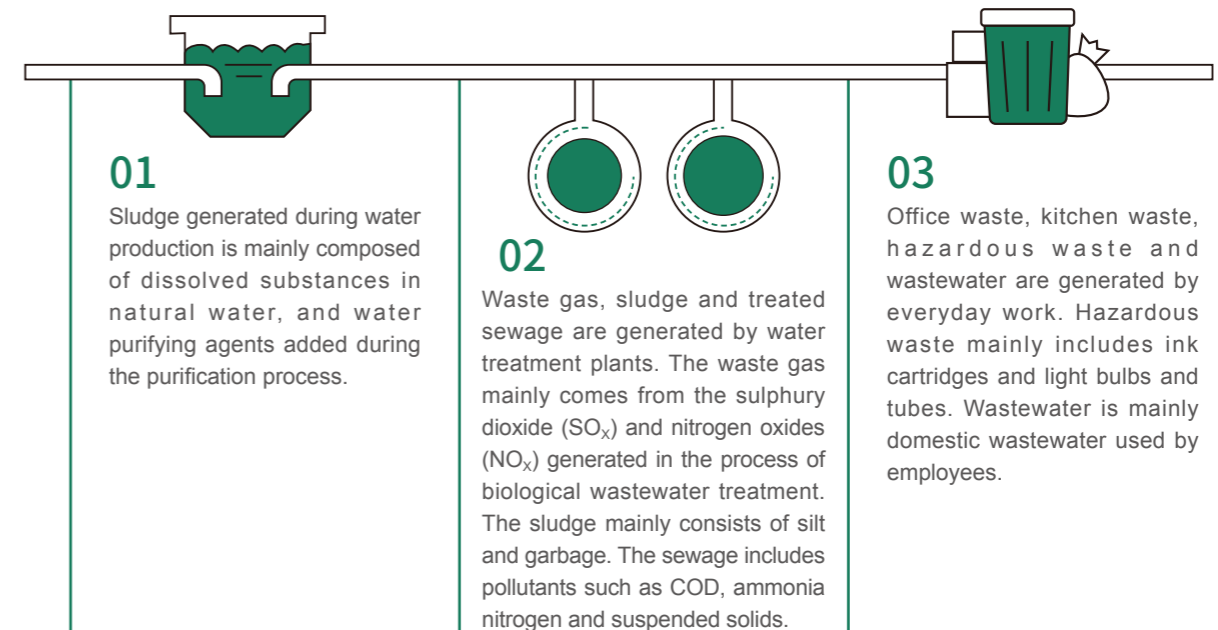 01
Sludge generated during water
production is mainly composed
of dissolved substances in
natural water, and water
purifying agents added during
the purification process.
02
Waste gas, sludge and treated
sewage are generated by water
treatment plants. The waste gas
mainly comes from the sulphury
dioxide (SOₓ) and nitrogen oxides
(NOₓ) generated in the process of
biological wastewater treatment.
The sludge mainly consists of silt
and garbage. The sewage includes
pollutants such as COD, ammonia
nitrogen and suspended solids.
03
Office waste, kitchen waste,
hazardous waste and
wastewater are generated by
everyday work. Hazardous
waste mainly includes ink
cartridges and light bulbs and
tubes. Wastewater is mainly
domestic wastewater used by
employees.